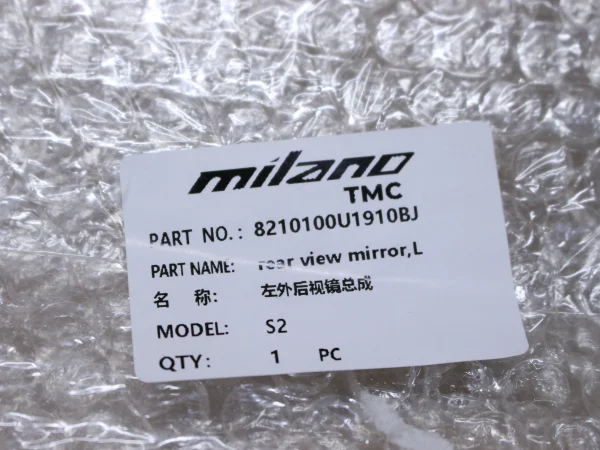 milano
TMC
PART NO.: 8210100U1910BJ
PART NAME: rear view mirror,L
名 称: 左外后视镜总成
MODEL: S2
QTY: 1 PC